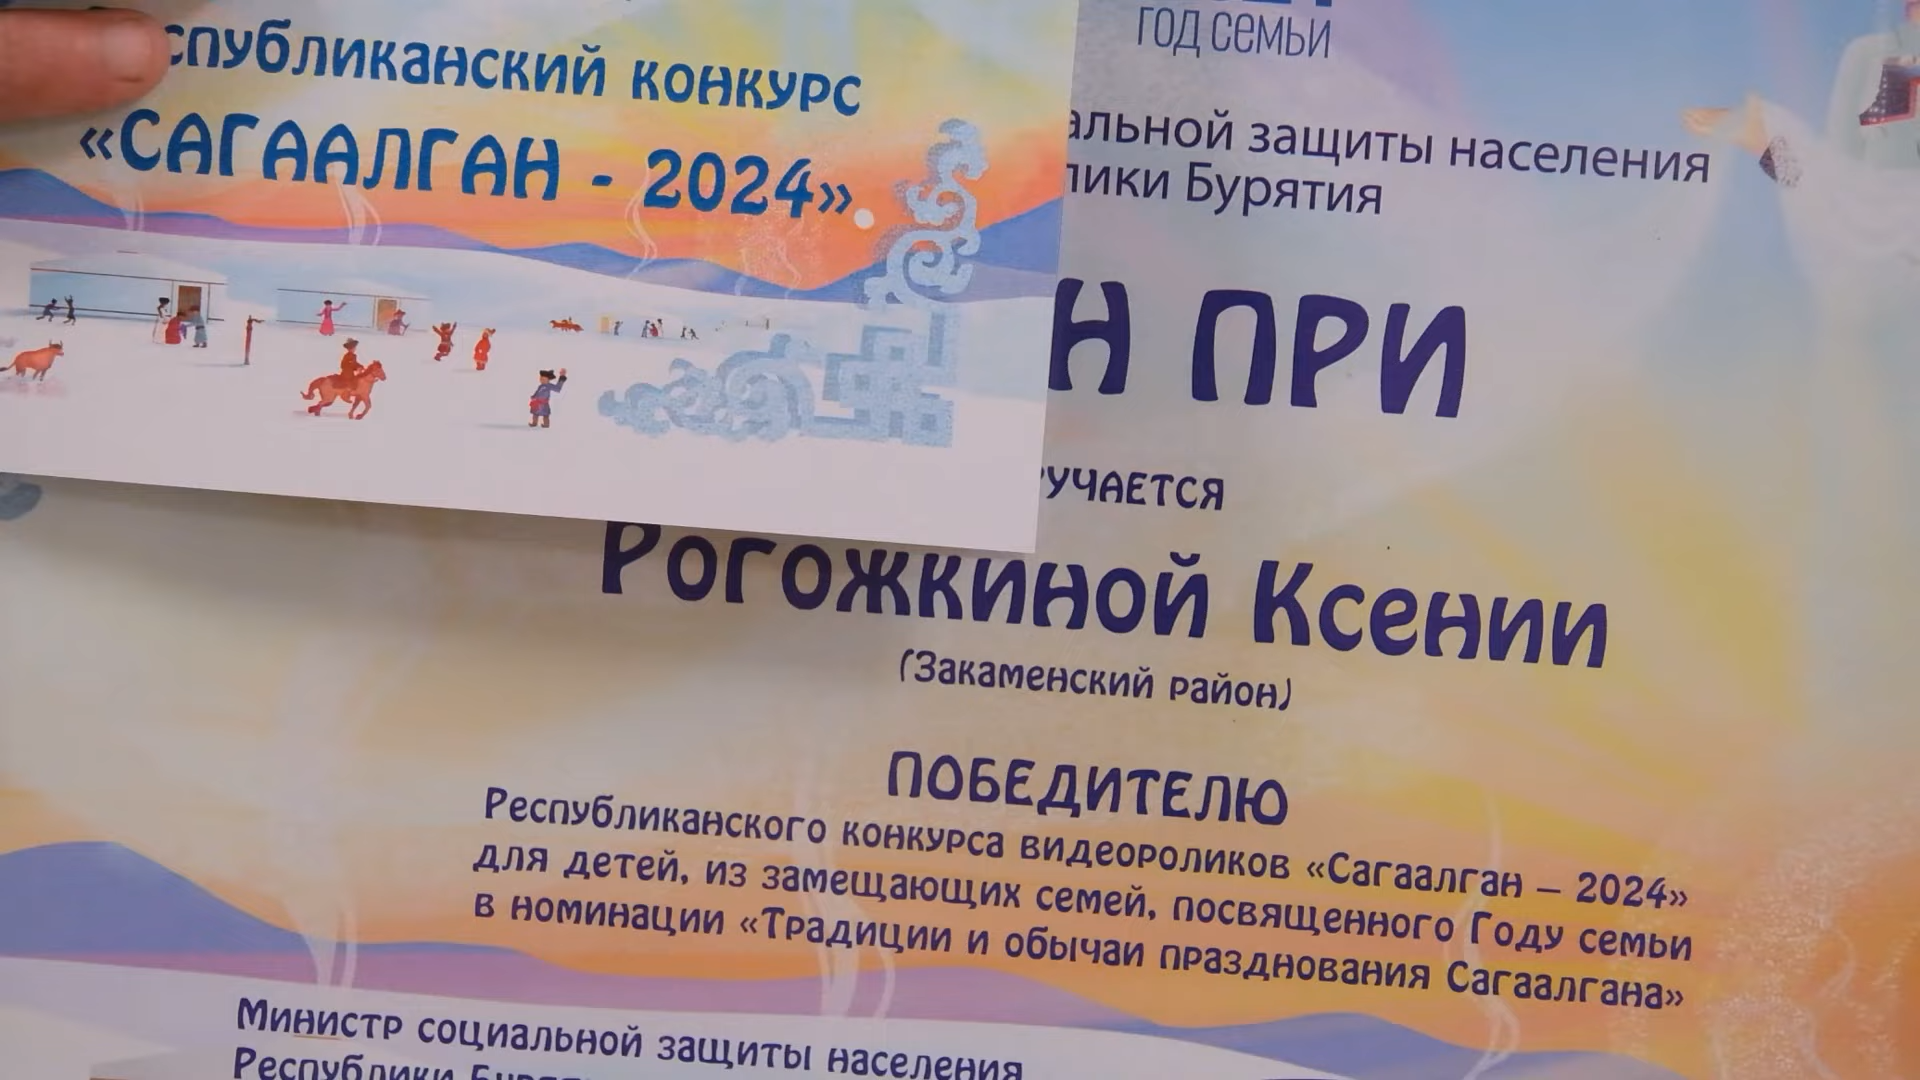 спубликанский конкурс
«САГААЛГАН - 2024»
ГОД СЕМЬИ
альной защиты населения
лики Бурятия
Н ПРИ
УЧАЕТСЯ
Рогожкиной Ксении
(Закаменский район)
ПОБЕДИТЕЛЮ
Республиканского конкурса видеороликов «Сагаалган – 2024»
для детей, из замещающих семей, посвященного Году семьи
в номинации «Традиции и обычаи празднования Сагаалгана»
Министр социальной защиты населения
Республики